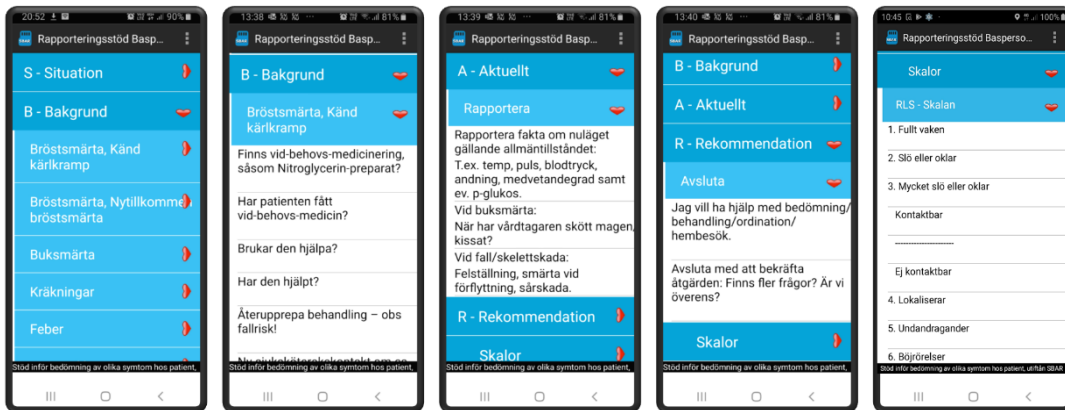 20.52
90%
Rapporteringsstöd Basp...
S - Situation
B - Bakgrund
Bröstsmärta, Känd
kärlkramp
Bröstsmärta, Nytillkommen
bröstsmärta
Buksmärta
Kräkningar
Feber
Stöd inför bedömning av olika symtom hos patient,
13:38
81%
Rapporteringsstöd Basp...
B - Bakgrund
Bröstsmärta, Känd
kärlkramp
Finns vid-behovs-medicinering,
såsom Nitroglycerin-preparat?
Har patienten fått
vid-behovs-medicin?
Brukar den hjälpa?
Har den hjälpt?
Återupprepa behandling – obs
fallrisk!
Stöd inför bedömning av olika symtom hos patient,
13:39
81%
Rapporteringsstöd Basp...
A - Aktuellt
Rapportera
Rapportera fakta om nuläget
gällande allmäntillståndet:
T.ex. temp, puls, blodtryck,
andning, medvetandegrad samt
ev. p-glukos.
Vid buksmärta:
När har vårdtagaren skött magen,
kissat?
Vid fall/skelettskada:
Felställning, smärta vid
förflyttning, sårskada.
R - Rekommendation
Skalor
Stöd inför bedömning av olika symtom hos patient,
13:40
81%
Rapporteringsstöd Basp...
B - Bakgrund
A - Aktuellt
R - Rekommendation
Avsluta
Jag vill ha hjälp med bedömning/
behandling/ordination/
hembesök.
Avsluta med att bekräfta
åtgärden: Finns fler frågor? Är vi
överens?
Skalor
Stöd inför bedömning av olika symtom hos patient,
10:45
100%
Rapporteringsstöd Basperso...
Skalor
RLS - Skalan
1. Fullt vaken
2. Slö eller oklar
3. Mycket slö eller oklar
Kontaktbar
----------------------
Ej kontaktbar
4. Lokaliserar
5. Undandragander
6. Böjrörelser
Stöd inför bedömning av olika symtom hos patient, utifrån SBAR